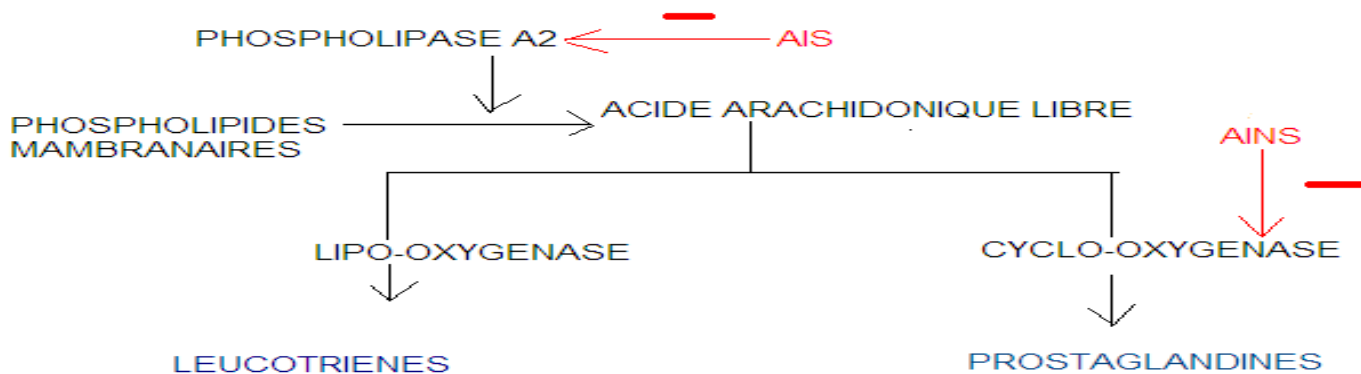 PHOSPHOLIPASE A2
AIS
PHOSPHOLIPIDES
MAMBRANAIRES
ACIDE ARACHIDONIQUE LIBRE
AINS
LIPO-OXYGENASE
CYCLO-OXYGENASE
LEUCOTRIENES
PROSTAGLANDINES